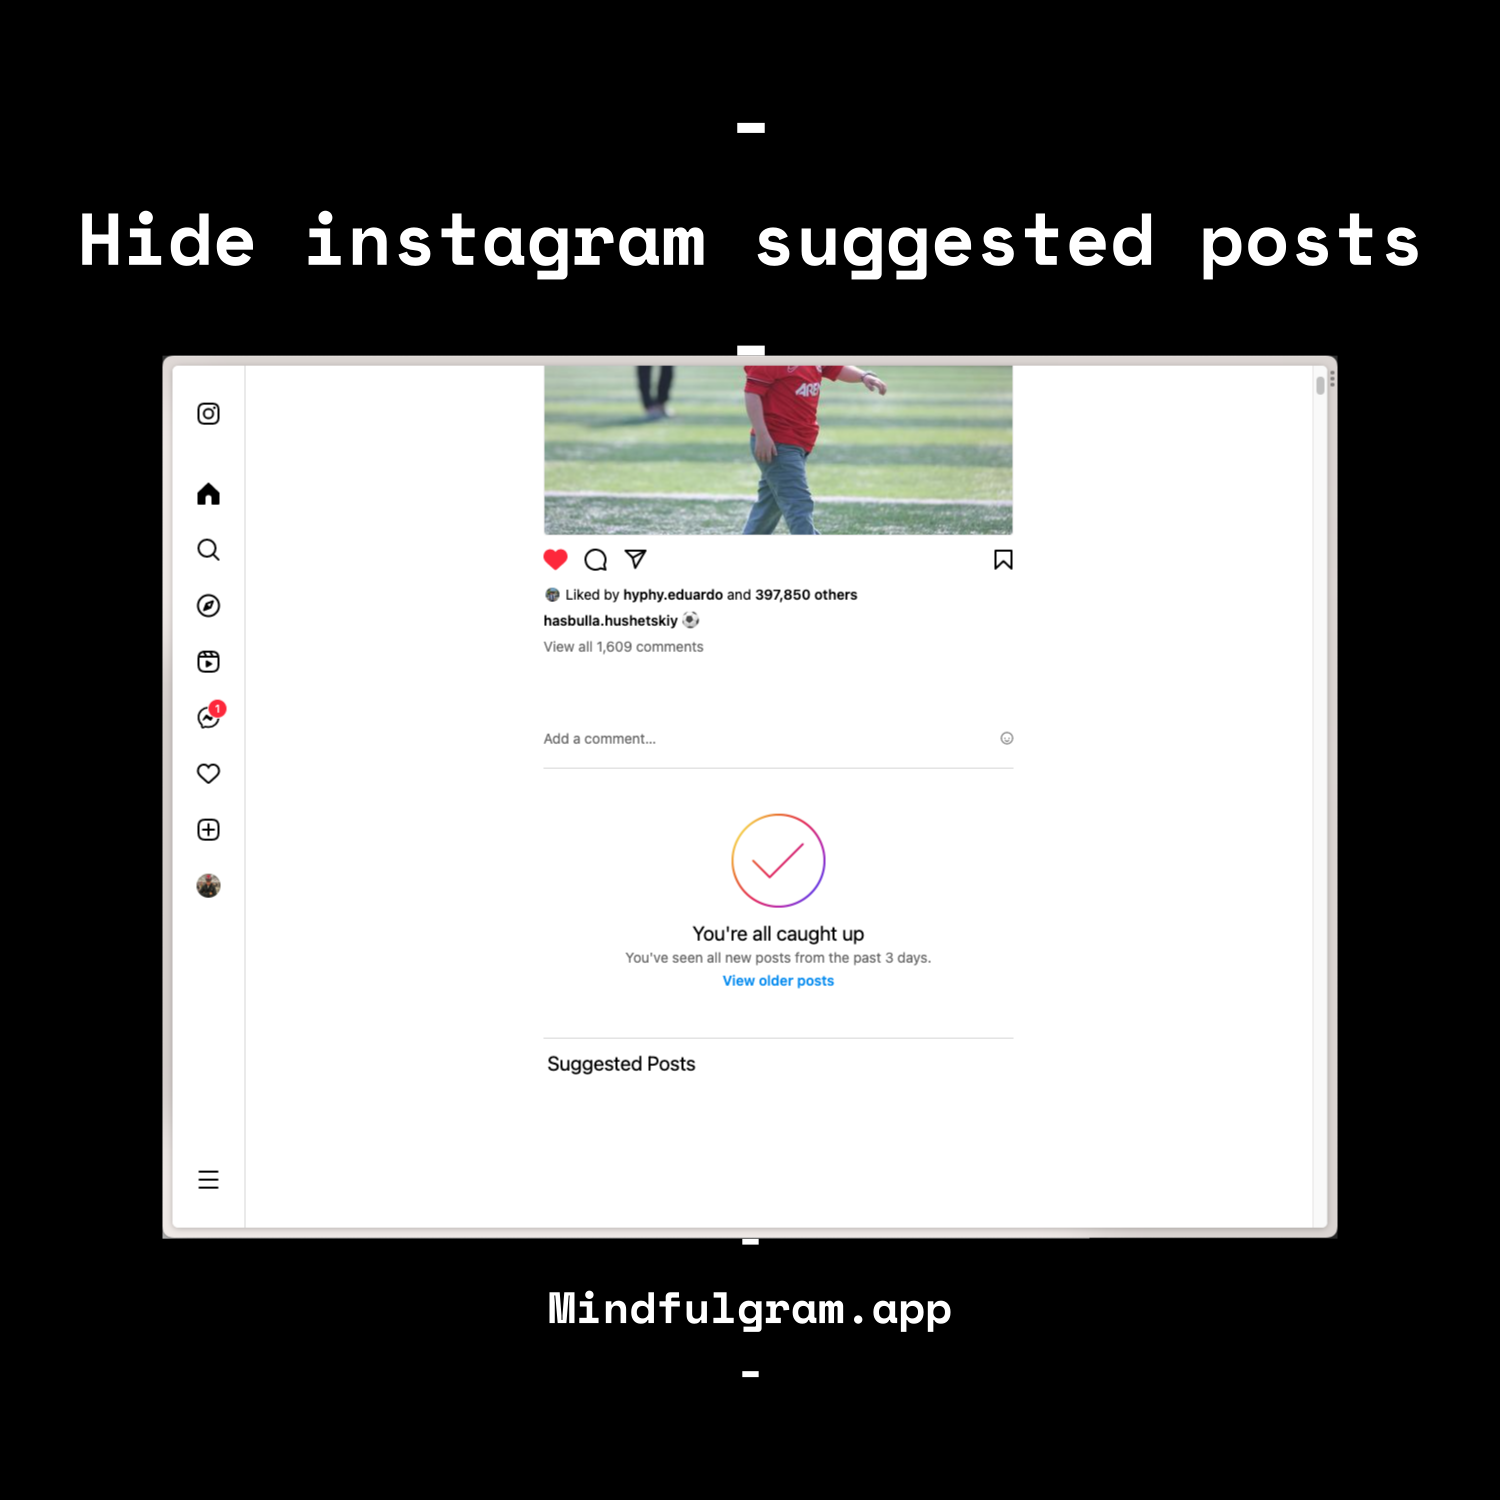 -
Hide instagram suggested posts
-
ARE
1
Liked by hyphy.eduardo and 397,850 others
hasbulla.hushetskiy ⚽
View all 1,609 comments
Add a comment...
You're all caught up
You've seen all new posts from the past 3 days.
View older posts
Suggested Posts
-
Mindfulgram.app
-